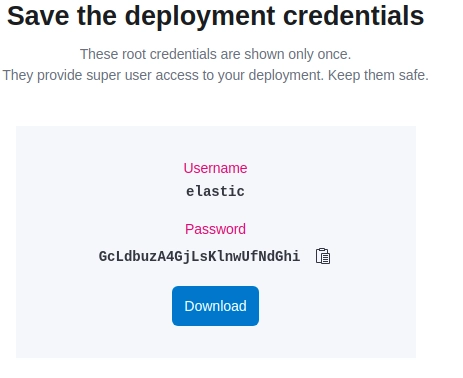 Save the deployment credentials
These root credentials are shown only once.
They provide super user access to your deployment. Keep them safe.
Username
elastic
Password
GcLdbuzA4GjLsKlnwUfNdGhi
Download